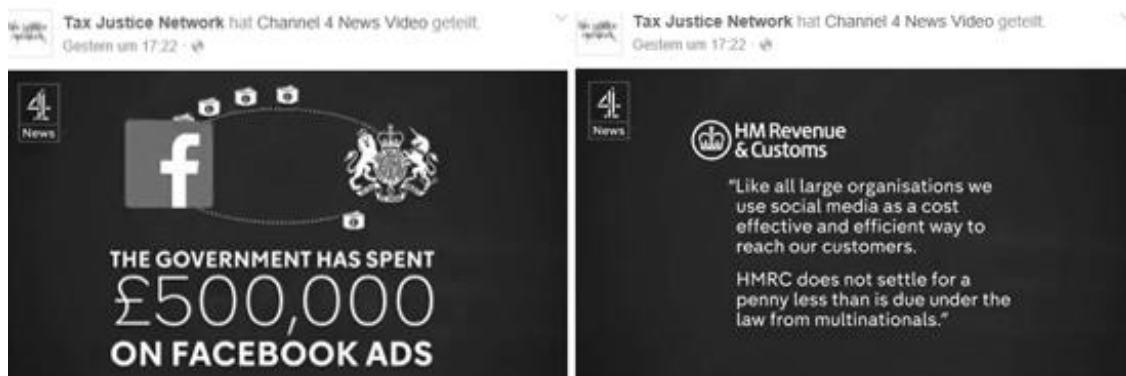 Tax Justice Network hat Channel 4 News Video geteilt.
Gestern um 17:22
4
News
f
THE GOVERNMENT HAS SPENT
£500,000
ON FACEBOOK ADS
Tax Justice Network hat Channel 4 News Video geteilt.
Gestern um 17:22
4
News
HM Revenue
& Customs
"Like all large organisations we
use social media as a cost
effective and efficient way to
reach our customers.
HMRC does not settle for a
penny less than is due under the
law from multinationals."